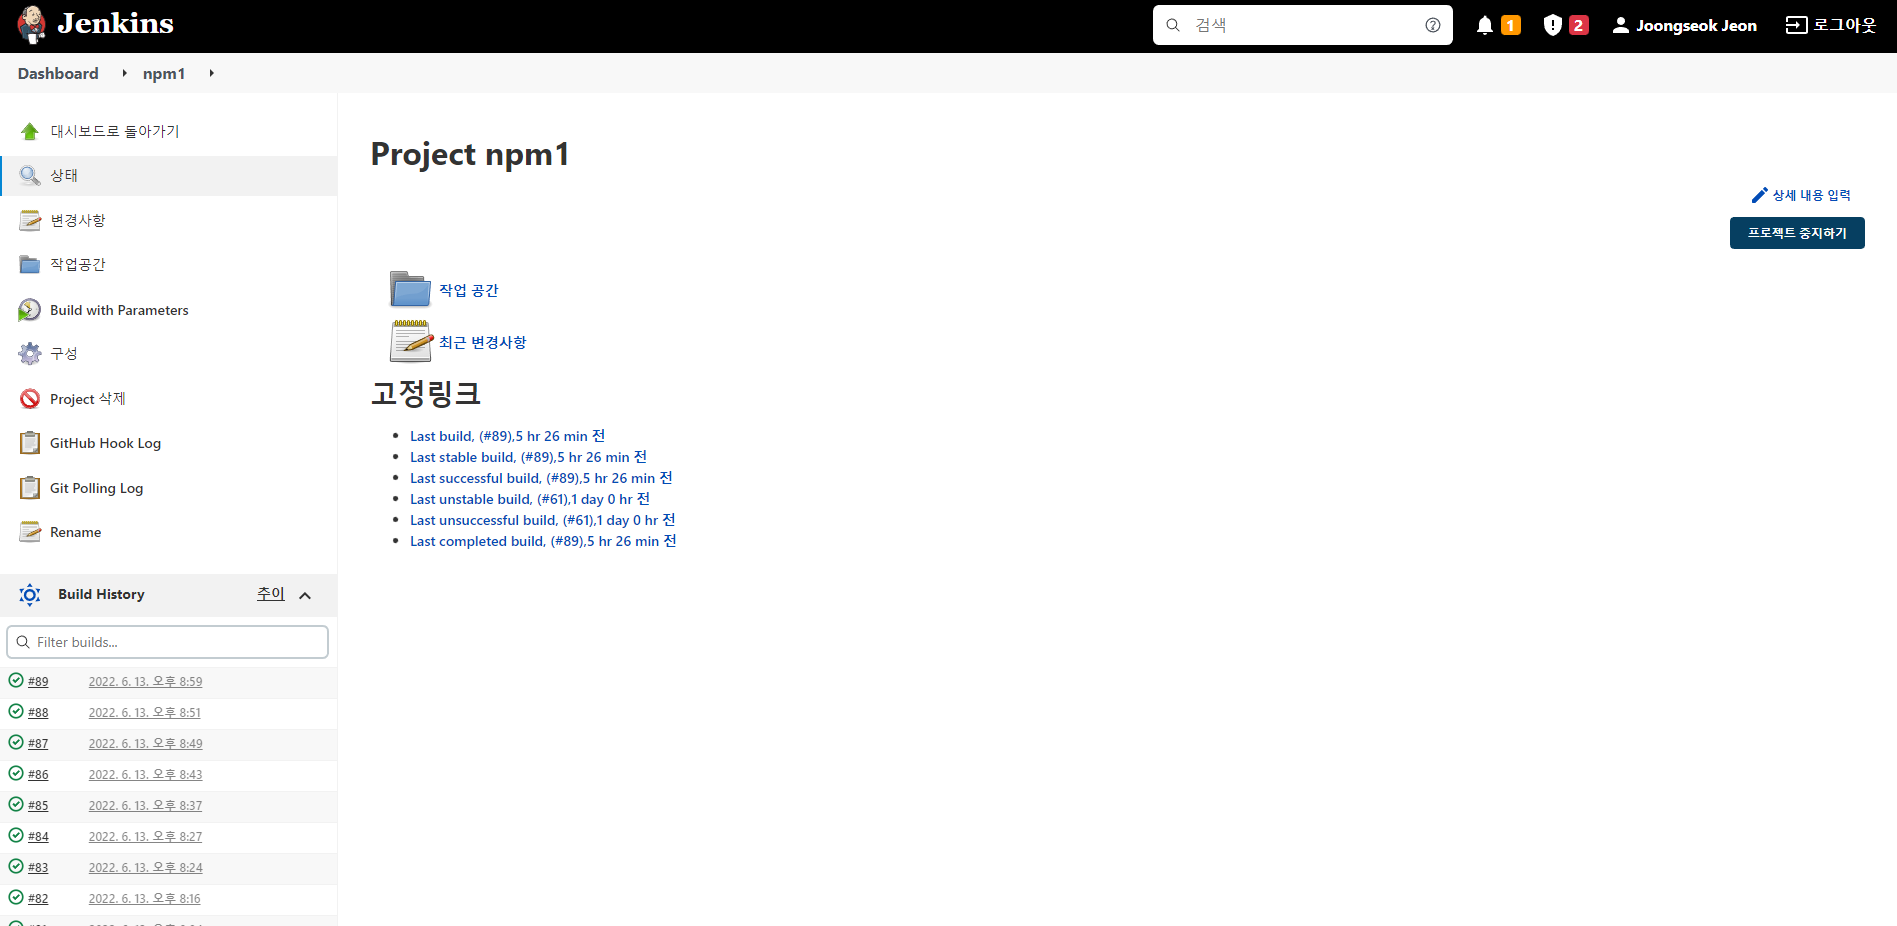 Jenkins
검색
1
2
Joongseok Jeon
로그아웃
Dashboard
npm1
대시보드로 돌아가기
상태
변경사항
작업공간
Build with Parameters
구성
Project 삭제
GitHub Hook Log
Git Polling Log
Rename
Build History
추이
Filter builds...
#89 2022. 6. 13. 오후 8:59
#88 2022. 6. 13. 오후 8:51
#87 2022. 6. 13. 오후 8:49
#86 2022. 6. 13. 오후 8:43
#85 2022. 6. 13. 오후 8:37
#84 2022. 6. 13. 오후 8:27
#83 2022. 6. 13. 오후 8:24
#82 2022. 6. 13. 오후 8:16
Project npm1
상세 내용 입력
프로젝트 중지하기
작업 공간
최근 변경사항
고정링크
Last build, (#89),5 hr 26 min 전
Last stable build, (#89),5 hr 26 min 전
Last successful build, (#89),5 hr 26 min 전
Last unstable build, (#61),1 day 0 hr 전
Last unsuccessful build, (#61),1 day 0 hr 전
Last completed build, (#89),5 hr 26 min 전